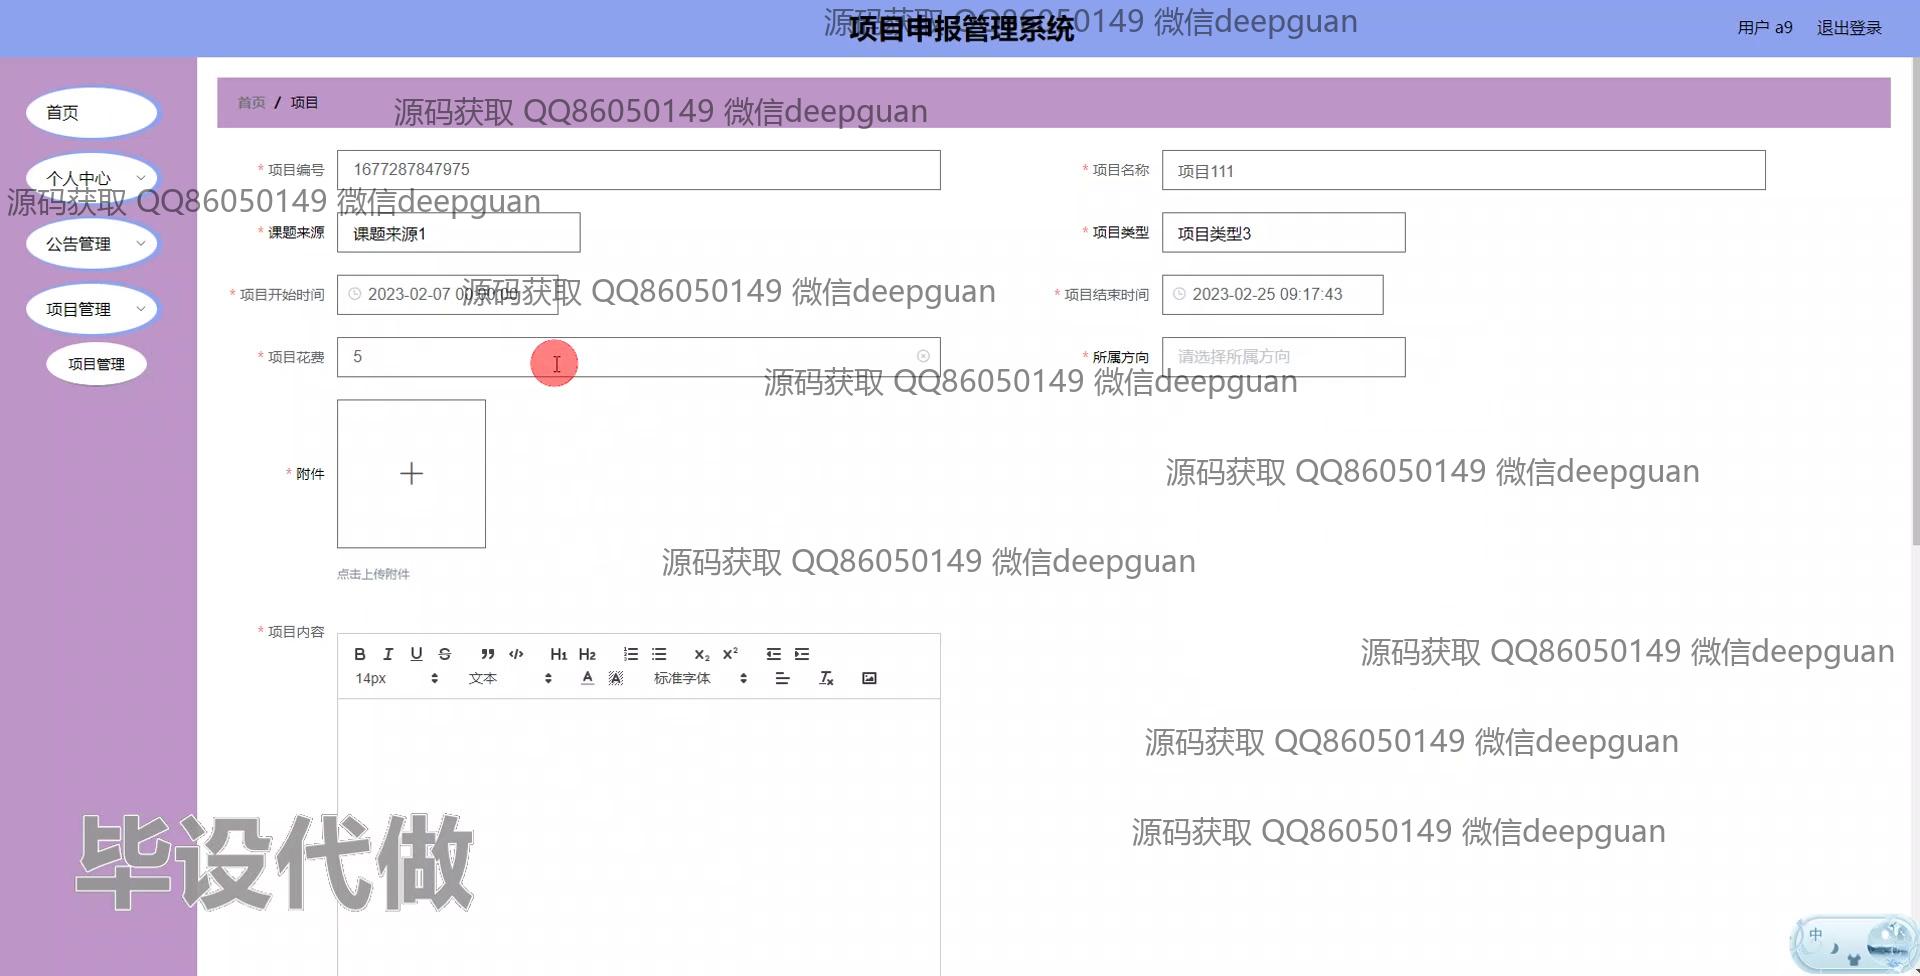 项目申报管理系统
源码获取 QQ86050149 微信deepguan
用户 a9
退出登录
首页
个人中心
公告管理
项目管理
项目管理
首页 / 项目
源码获取 QQ86050149 微信deepguan
* 项目编号
1677287847975
* 项目名称
项目111
源码获取 QQ86050149 微信deepguan
* 课题来源
课题来源1
* 项目类型
项目类型3
* 项目开始时间
2023-02-07 00:00:00
源码获取 QQ86050149 微信deepguan
* 项目结束时间
2023-02-25 09:17:43
* 项目花费
5
* 所属方向
请选择所属方向
源码获取 QQ86050149 微信deepguan
* 附件
源码获取 QQ86050149 微信deepguan
点击上传附件
源码获取 QQ86050149 微信deepguan
* 项目内容
B I U S ” </> H1 H2 x₂ x²
14px 文本 A A 标准字体 Tx
源码获取 QQ86050149 微信deepguan
源码获取 QQ86050149 微信deepguan
源码获取 QQ86050149 微信deepguan
毕设代做
中